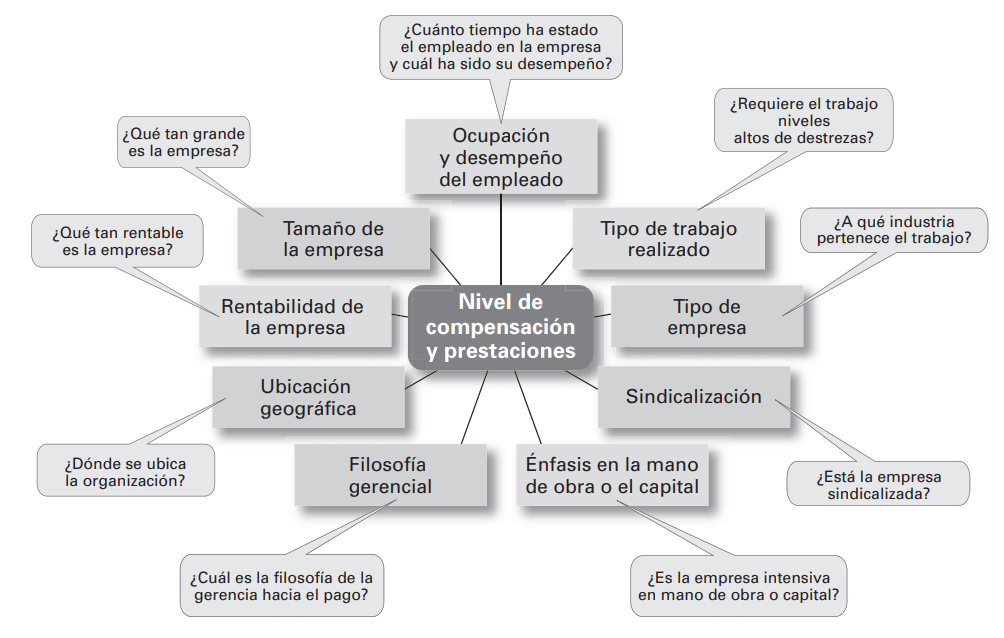 ¿Cuánto tiempo ha estado
el empleado en la empresa
y cuál ha sido su desempeño?
¿Requiere el trabajo
niveles
altos de destrezas?
¿Qué tan grande
es la empresa?
Ocupación
y desempeño
del empleado
¿Qué tan rentable
es la empresa?
Tamaño de
la empresa
Tipo de trabajo
realizado
¿A qué industria
pertenece el trabajo?
Rentabilidad de
la empresa
Nivel de
compensación
y prestaciones
Tipo de
empresa
Ubicación
geográfica
Sindicalización
¿Dónde se ubica
la organización?
Filosofía
gerencial
Énfasis en la mano
de obra o el capital
¿Está la empresa
sindicalizada?
¿Cuál es la filosofía de la
gerencia hacia el pago?
¿Es la empresa intensiva
en mano de obra o capital?